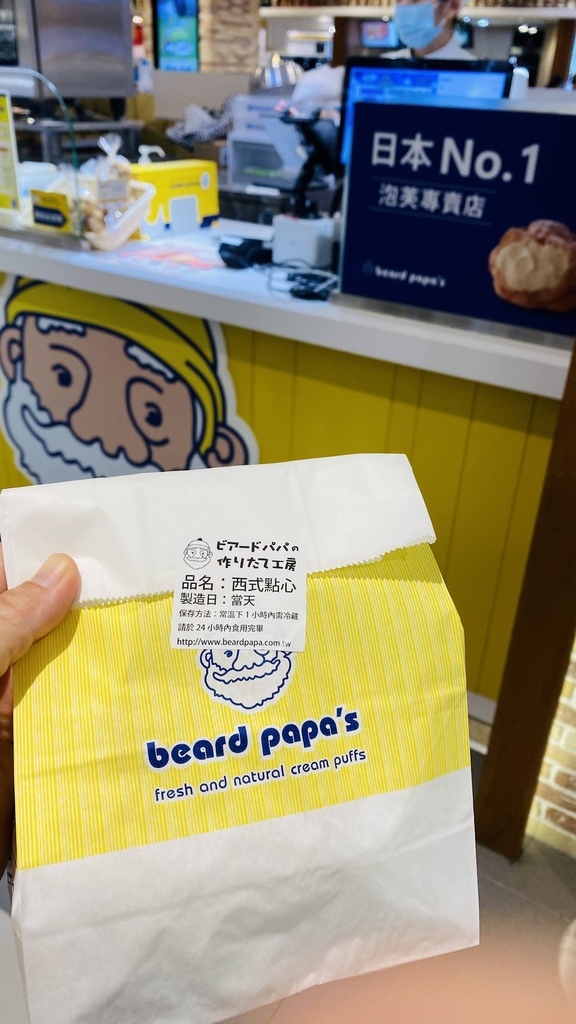 日本 No.1
泡芙專賣店
beard papa's
ビアードパパの
作りたて工房
品名：西式點心
製造日：當天
保存方法：常溫下1小時內需冷藏
請於 24 小時內食用完畢
http://www.beardpapa.com.tw
beard papa's
fresh and natural cream puffs